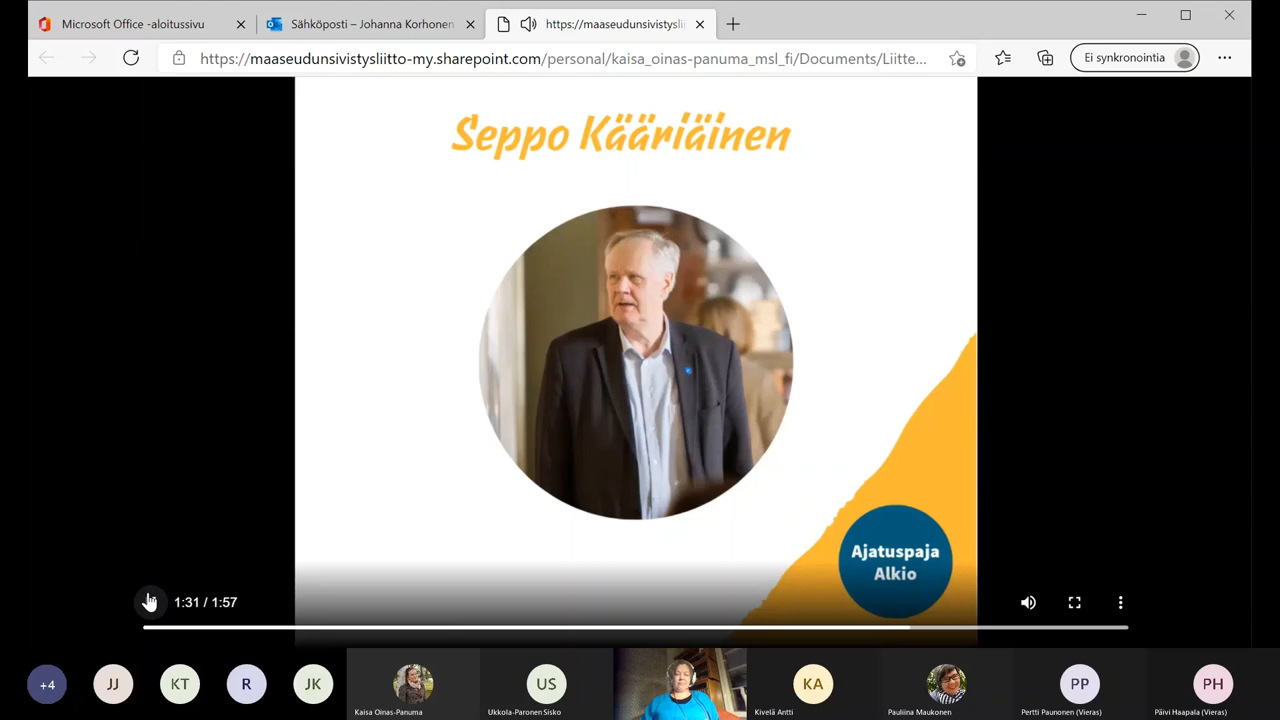 Microsoft Office -aloitussivu
Sähköposti – Johanna Korhonen
https://maaseudunsivistyslii
https://maaseudunsivistysliitto-my.sharepoint.com/personal/kaisa_oinas-panuma_msl_fi/Documents/Liitte...
Ei synkronointia
Seppo Kääriäinen
Ajatuspaja
Alkio
1:31 / 1:57
+4
JJ
KT
R
JK
Kaisa Oinas-Panuma
US
Ukkola-Paronen Sisko
KA
Kivelä Antti
Pauliina Maukonen
PP
Pertti Paunonen (Vieras)
PH
Päivi Haapala (Vieras)